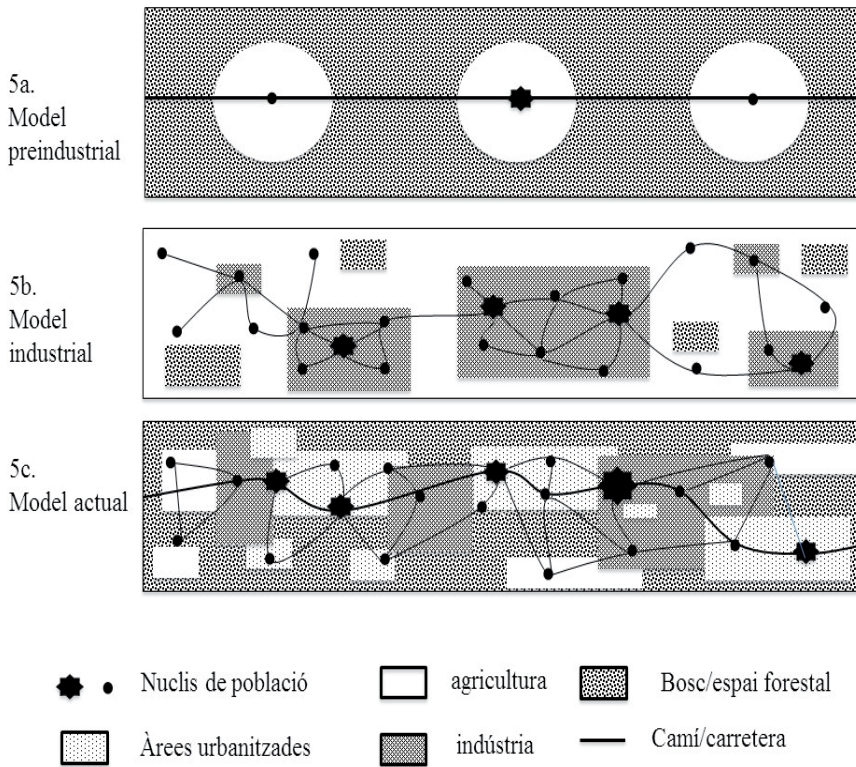 5a.
Model
preindustrial
5b.
Model
industrial
5c.
Model actual
Nuclis de població
agricultura
Bosc/espai forestal
Àrees urbanitzades
indústria
Camí/carretera